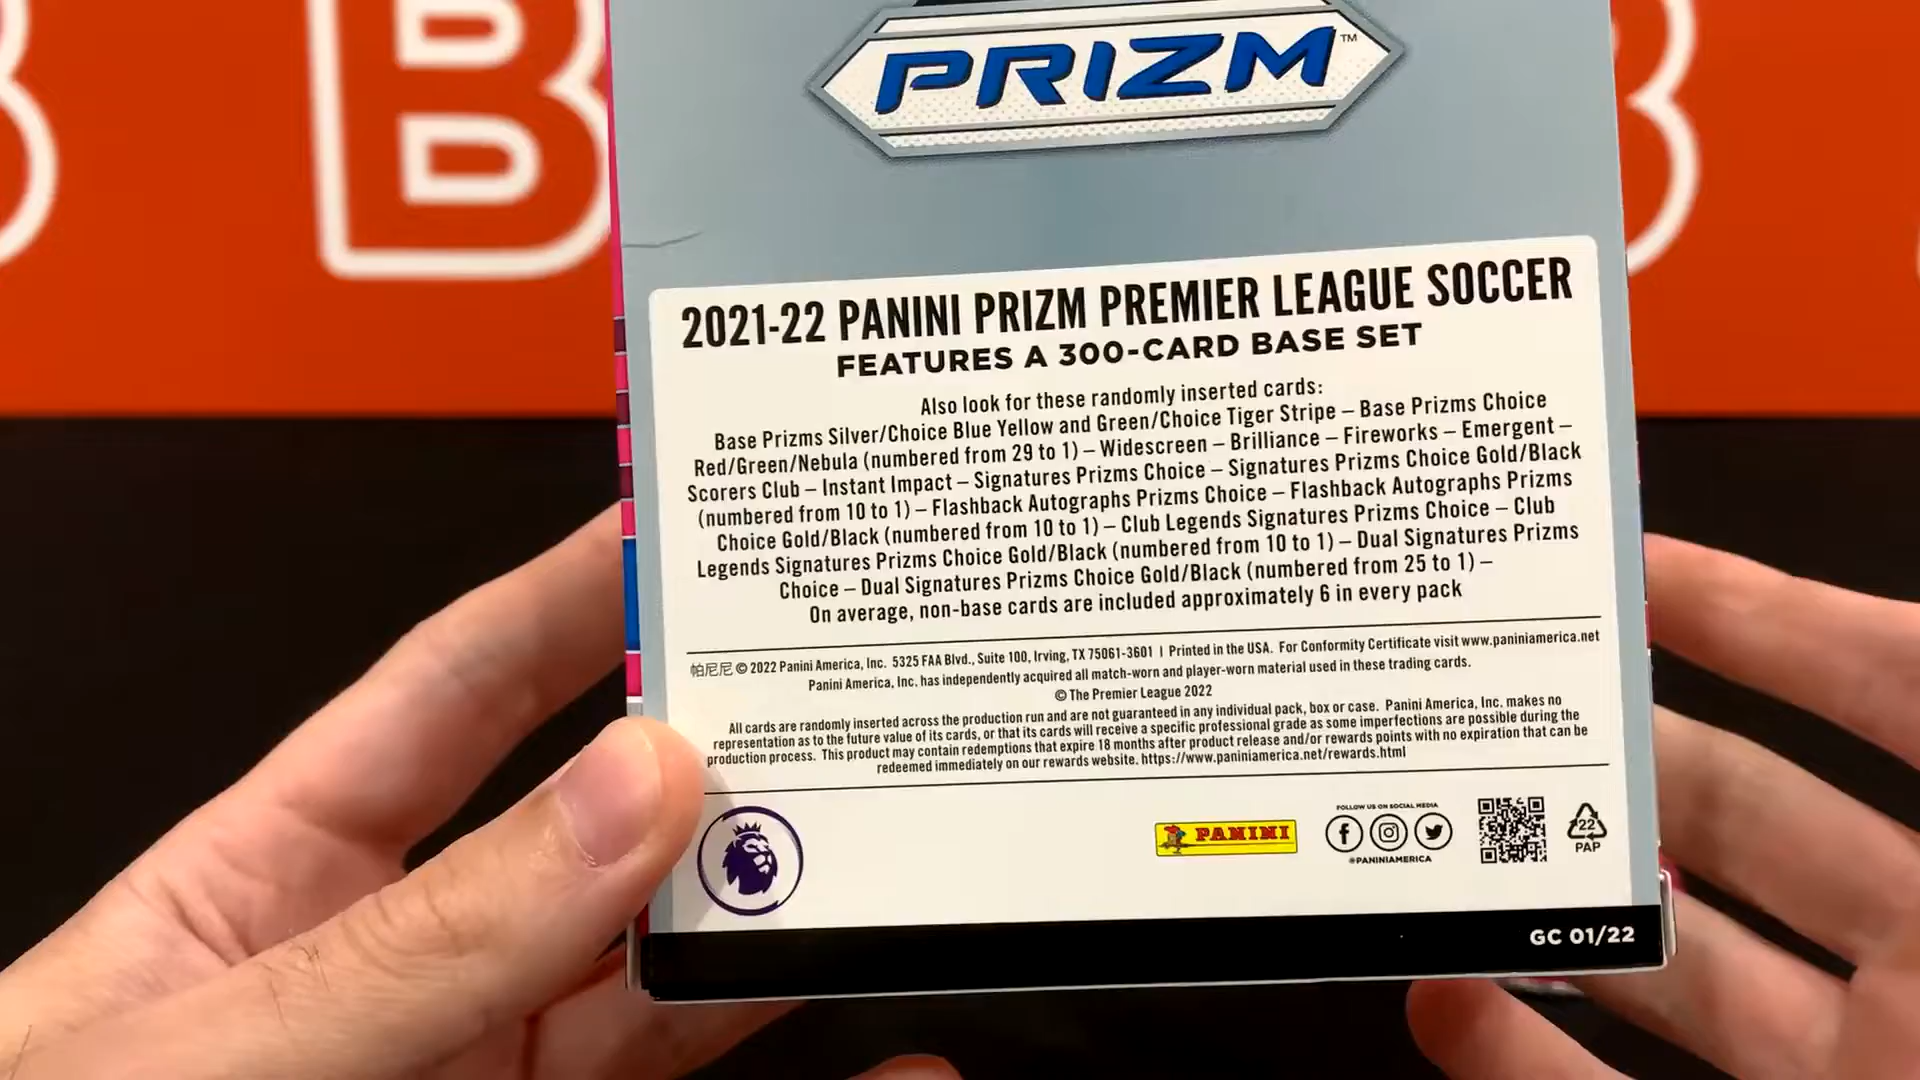 PRIZM™
2021-22 PANINI PRIZM PREMIER LEAGUE SOCCER
FEATURES A 300-CARD BASE SET
Also look for these randomly inserted cards:
Base Prizms Silver/Choice Blue Yellow and Green/Choice Tiger Stripe – Base Prizms Choice
Red/Green/Nebula (numbered from 29 to 1) – Widescreen – Brilliance – Fireworks – Emergent –
Scorers Club – Instant Impact – Signatures Prizms Choice – Signatures Prizms Choice Gold/Black
(numbered from 10 to 1) – Flashback Autographs Prizms Choice – Flashback Autographs Prizms
Choice Gold/Black (numbered from 10 to 1) – Club Legends Signatures Prizms Choice – Club
Legends Signatures Prizms Choice Gold/Black (numbered from 10 to 1) – Dual Signatures Prizms
Choice – Dual Signatures Prizms Choice Gold/Black (numbered from 25 to 1) –
On average, non-base cards are included approximately 6 in every pack
帕尼尼 © 2022 Panini America, Inc. 5325 FAA Blvd., Suite 100, Irving, TX 75061-3601 | Printed in the USA. For Conformity Certificate visit www.paniniamerica.net
Panini America, Inc. has independently acquired all match-worn and player-worn material used in these trading cards.
© The Premier League 2022
All cards are randomly inserted across the production run and are not guaranteed in any individual pack, box or case. Panini America, Inc. makes no
representation as to the future value of its cards, or that its cards will receive a specific professional grade as some imperfections are possible during the
production process. This product may contain redemptions that expire 18 months after product release and/or rewards points with no expiration that can be
redeemed immediately on our rewards website. https://www.paniniamerica.net/rewards.html
FOLLOW US ON SOCIAL MEDIA
PANINI
@PANINIAMERICA
22
PAP
GC 01/22
B
B
B